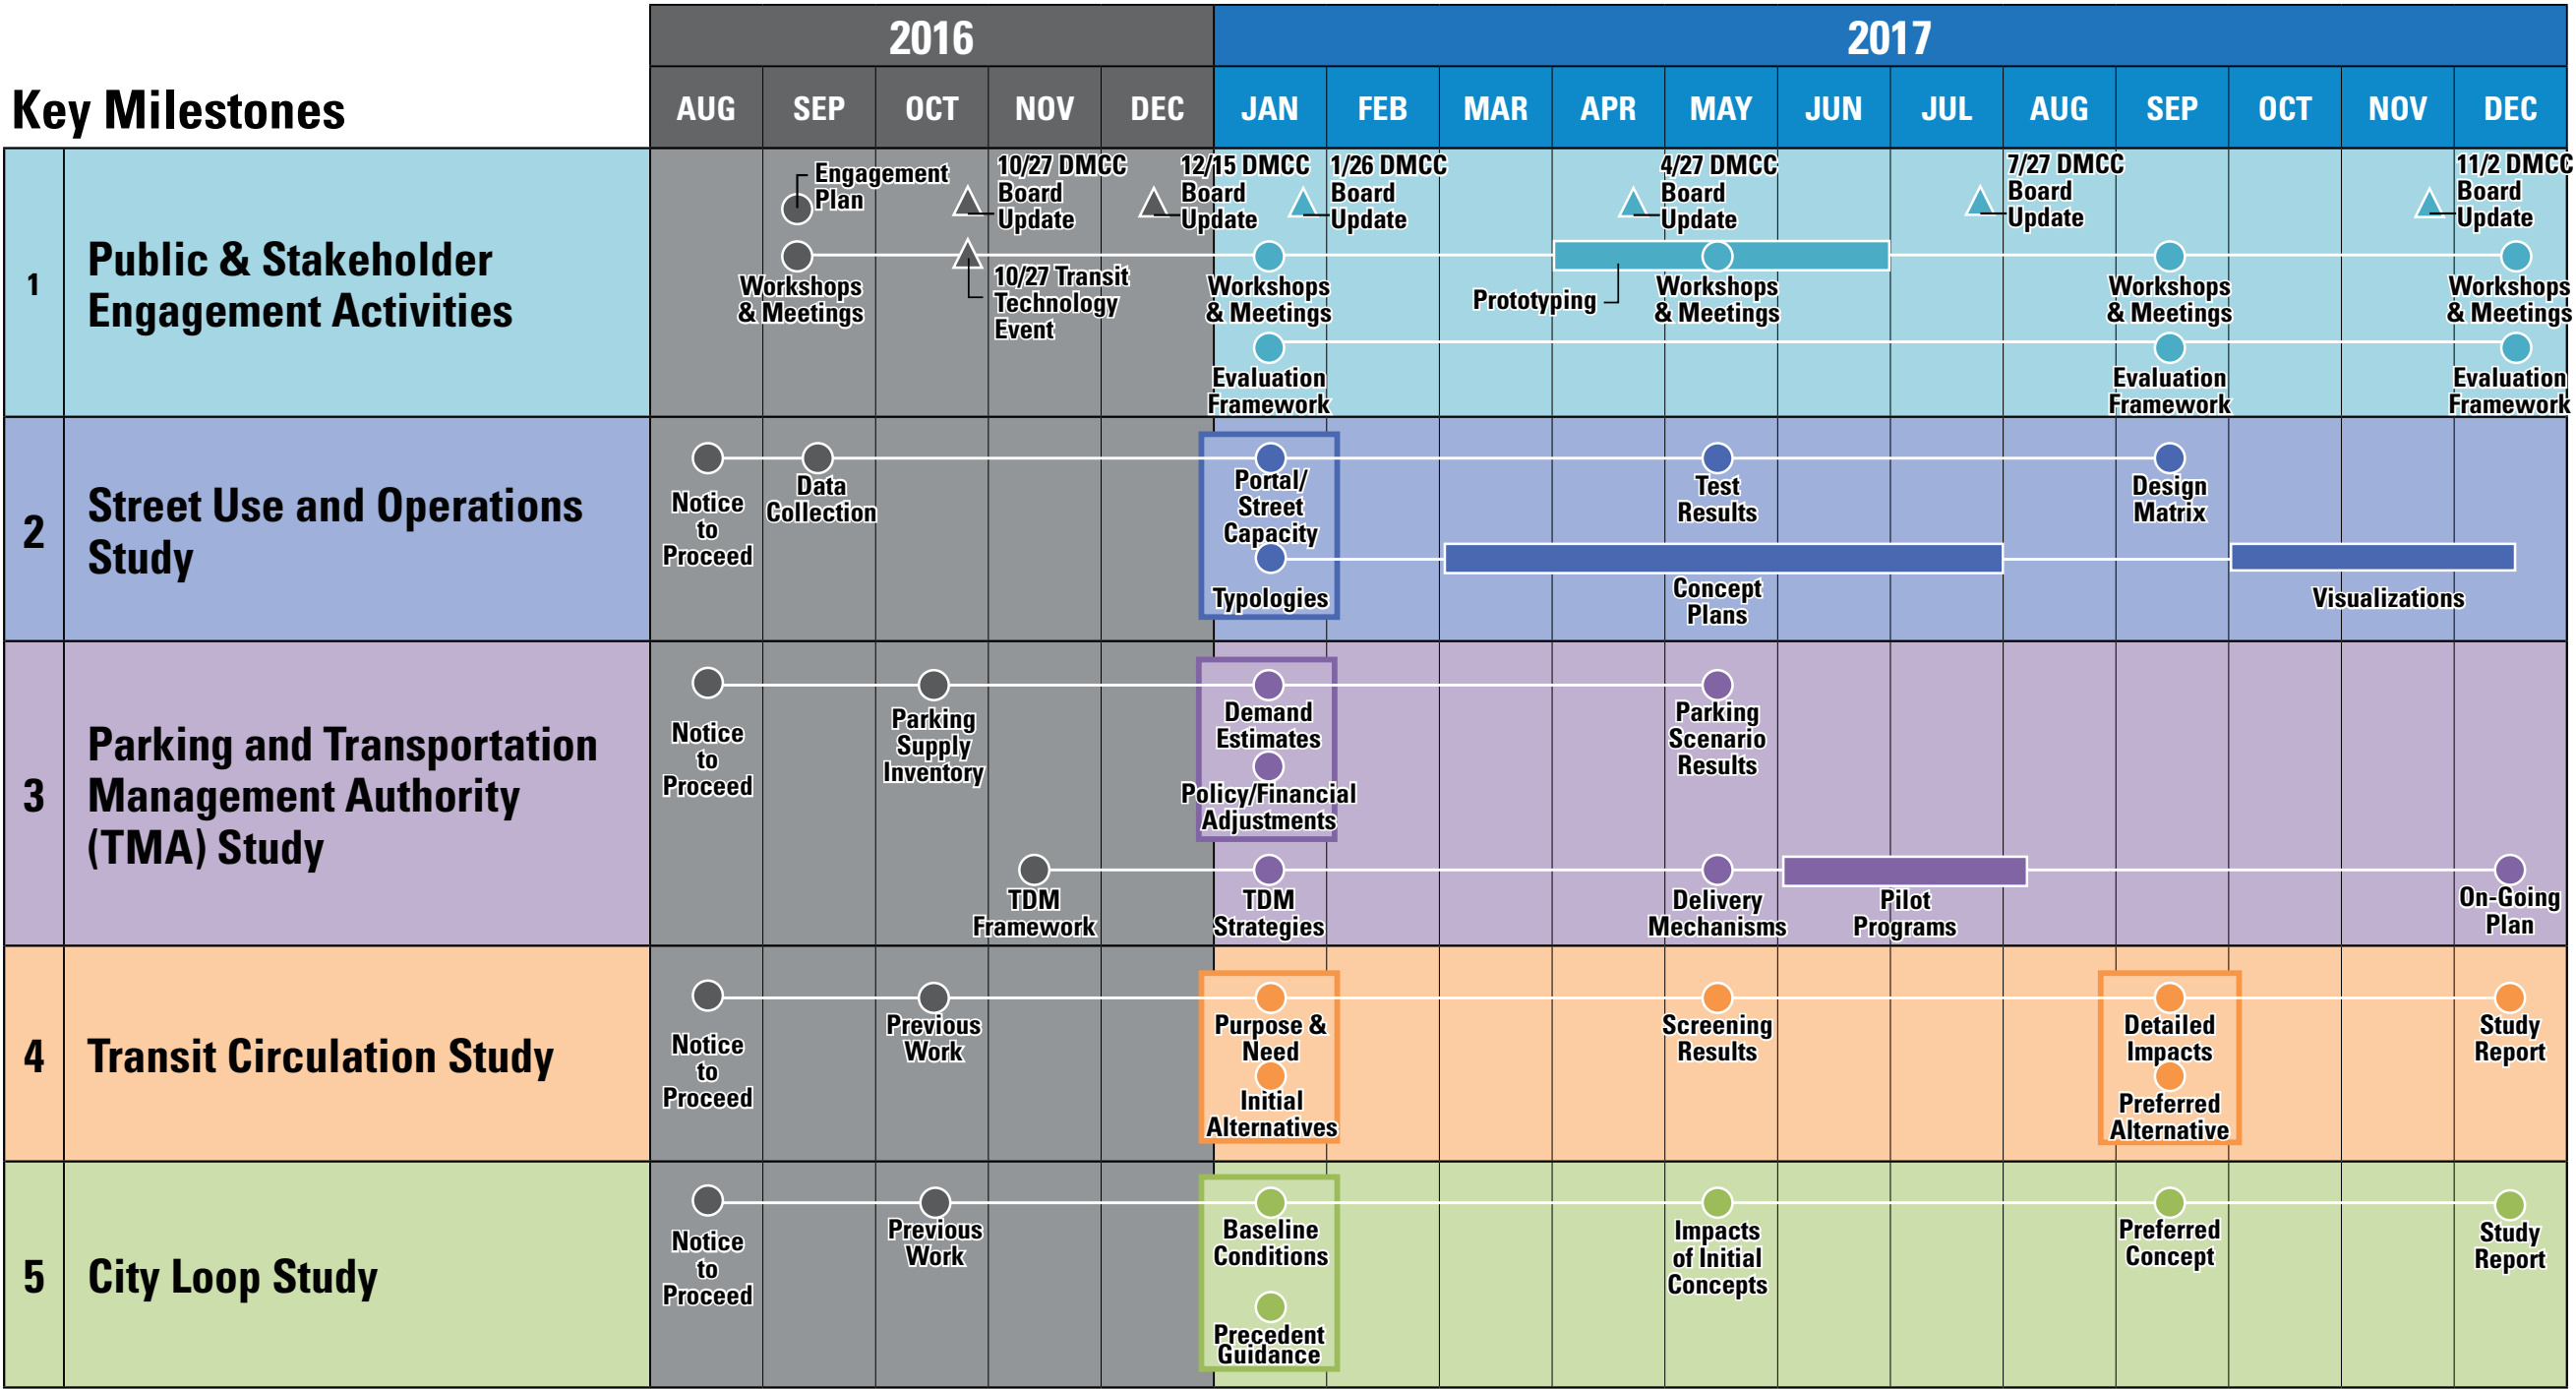 2016
2017
Key Milestones
AUG
SEP
OCT
NOV
DEC
JAN
FEB
MAR
APR
MAY
JUN
JUL
AUG
SEP
OCT
NOV
DEC
1
Public & Stakeholder
Engagement Activities
Engagement
Plan
10/27 DMCC
Board
Update
12/15 DMCC
Board
Update
1/26 DMCC
Board
Update
4/27 DMCC
Board
Update
7/27 DMCC
Board
Update
11/2 DMCC
Board
Update
Workshops
& Meetings
10/27 Transit
Technology
Event
Workshops
& Meetings
Prototyping
Workshops
& Meetings
Workshops
& Meetings
Workshops
& Meetings
Evaluation
Framework
Evaluation
Framework
Evaluation
Framework
2
Street Use and Operations
Study
Notice
to
Proceed
Data
Collection
Portal/
Street
Capacity
Test
Results
Design
Matrix
Typologies
Concept
Plans
Visualizations
3
Parking and Transportation
Management Authority
(TMA) Study
Notice
to
Proceed
Parking
Supply
Inventory
Demand
Estimates
Policy/Financial
Adjustments
Parking
Scenario
Results
TDM
Framework
TDM
Strategies
Delivery
Mechanisms
Pilot
Programs
On-Going
Plan
4
Transit Circulation Study
Notice
to
Proceed
Previous
Work
Purpose &
Need
Initial
Alternatives
Screening
Results
Detailed
Impacts
Preferred
Alternative
Study
Report
5
City Loop Study
Notice
to
Proceed
Previous
Work
Baseline
Conditions
Precedent
Guidance
Impacts
of Initial
Concepts
Preferred
Concept
Study
Report